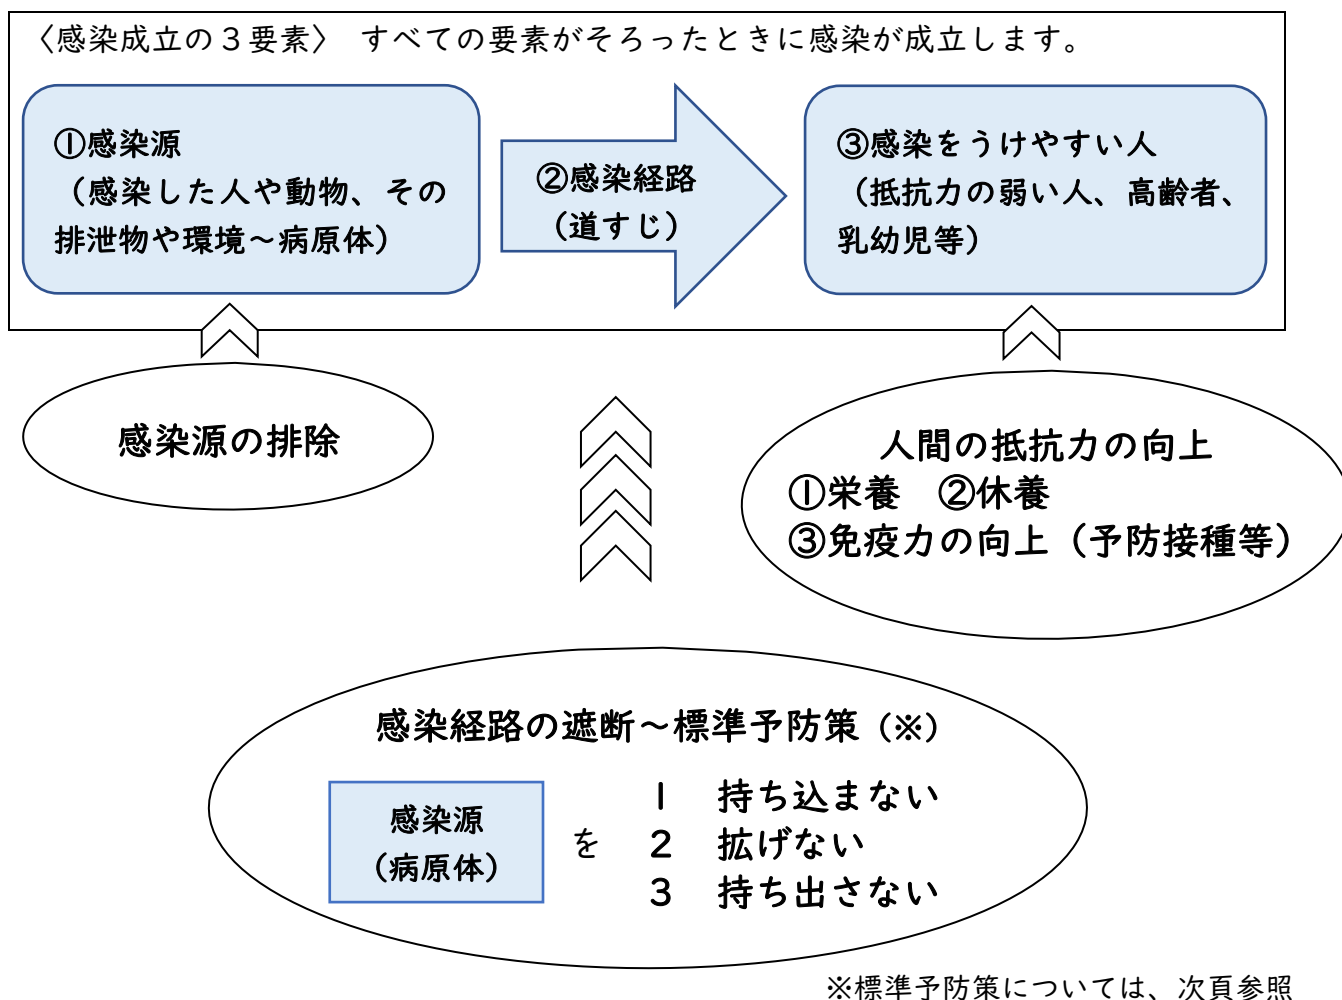 〈感染成立の３要素〉　すべての要素がそろったときに感染が成立します。
①感染源
（感染した人や動物、その
排泄物や環境～病原体）
②感染経路
（道すじ）
③感染をうけやすい人
（抵抗力の弱い人、高齢者、
乳幼児等）
感染源の排除
人間の抵抗力の向上
①栄養　②休養
③免疫力の向上（予防接種等）
感染経路の遮断～標準予防策（※）
感染源
（病原体）
を
１　持ち込まない
２　拡げない
３　持ち出さない
※標準予防策については、次頁参照